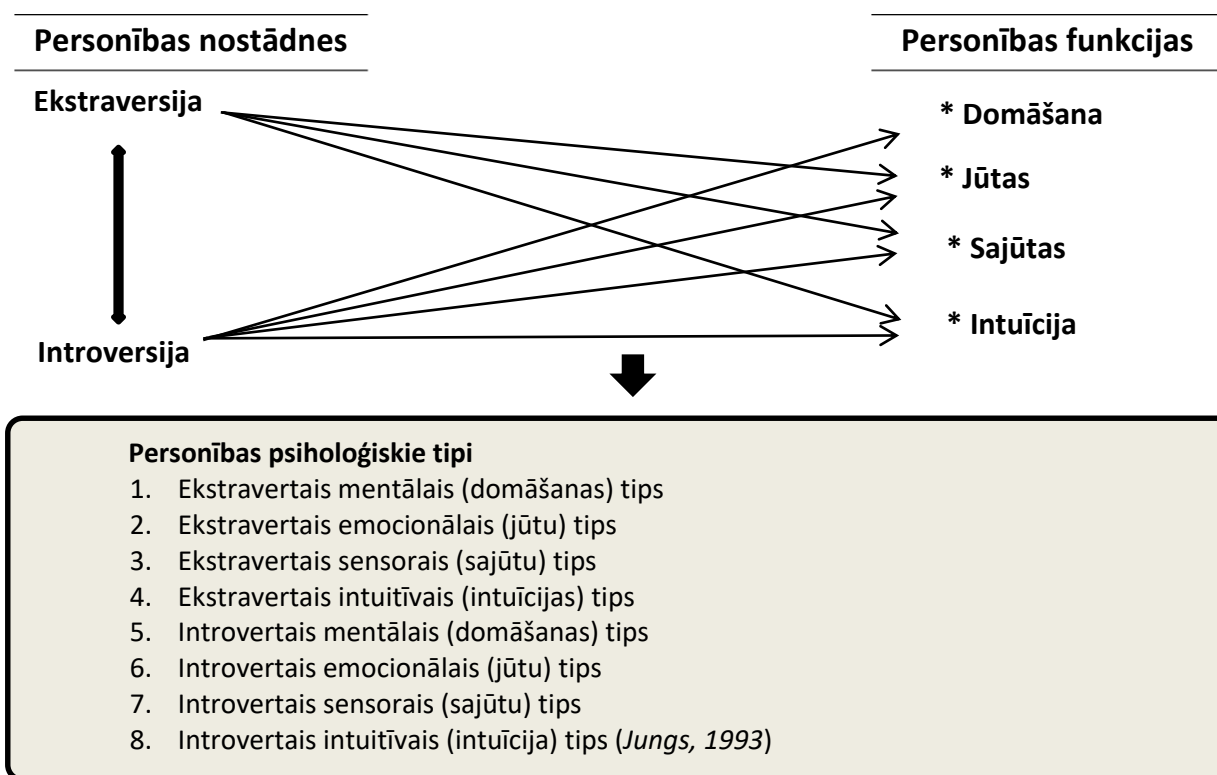 Personības nostādnes
Personības funkcijas
Ekstraversija
* Domāšana
* Jūtas
* Sajūtas
* Intuīcija
Introversija
Personības psiholoģiskie tipi
1. Ekstravertais mentālais (domāšanas) tips
2. Ekstravertais emocionālais (jūtu) tips
3. Ekstravertais sensorais (sajūtu) tips
4. Ekstravertais intuitīvais (intuīcijas) tips
5. Introvertais mentālais (domāšanas) tips
6. Introvertais emocionālais (jūtu) tips
7. Introvertais sensorais (sajūtu) tips
8. Introvertais intuitīvais (intuīcija) tips (Jungs, 1993)